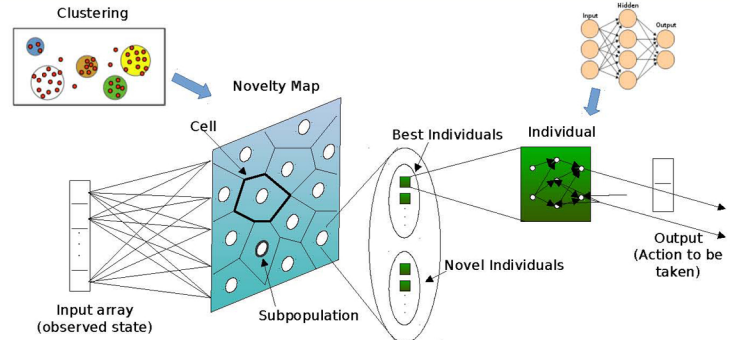 Clustering
Hidden
Input
Output
Novelty Map
Cell
Best Individuals
Individual
Input array
(observed state)
Subpopulation
Novel Individuals
Output
(Action to be
taken)